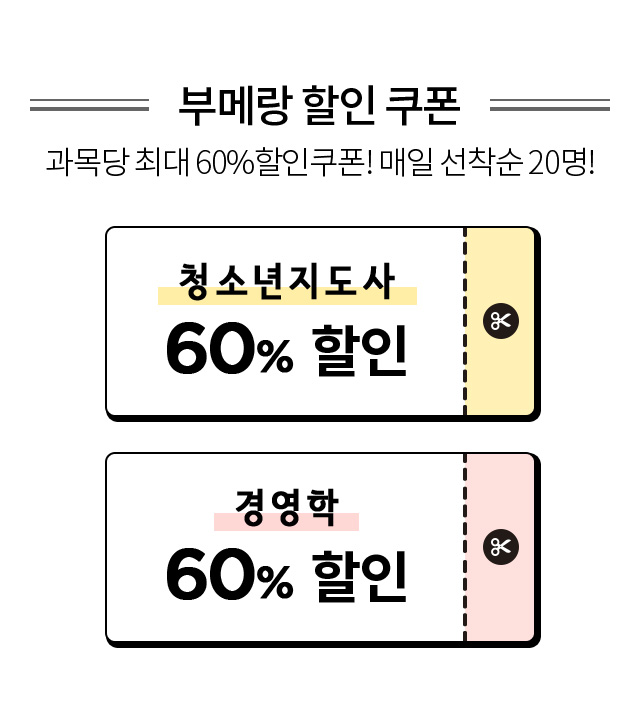 부메랑 할인 쿠폰
과목당 최대 60%할인쿠폰! 매일 선착순 20명!
청소년지도사
60% 할인
경영학
60% 할인